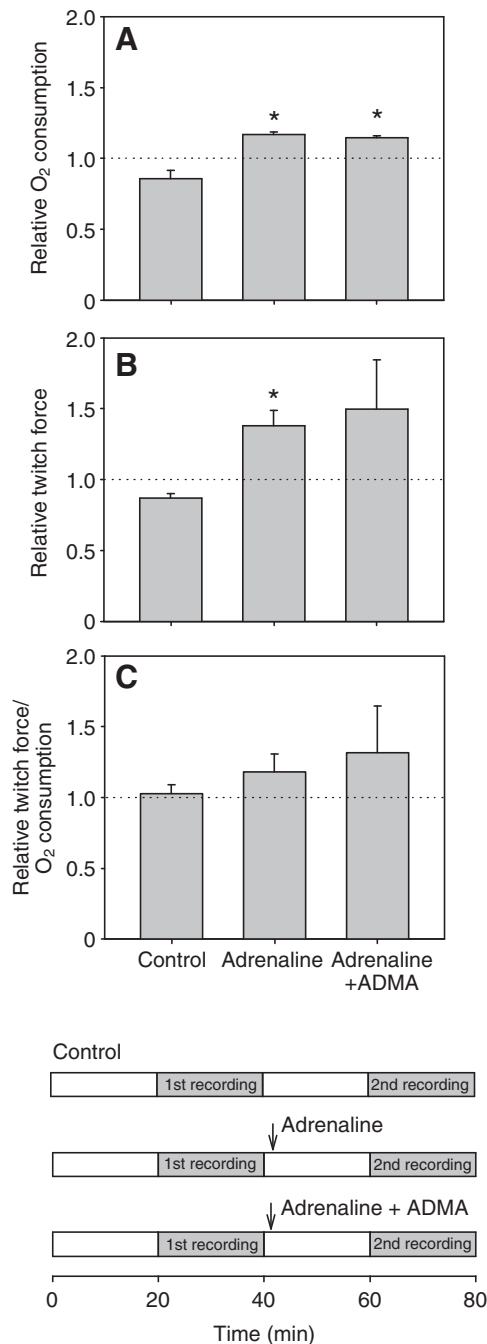 A
Relative O₂ consumption
2.0
1.5
1.0
0.5
0
*
*
B
Relative twitch force
2.0
1.5
1.0
0.5
0
*
C
Relative twitch force/
O₂ consumption
2.0
1.5
1.0
0.5
0
Control Adrenaline Adrenaline
+ADMA
Control
1st recording 2nd recording
Adrenaline
1st recording 2nd recording
Adrenaline + ADMA
1st recording 2nd recording
0 20 40 60 80
Time (min)